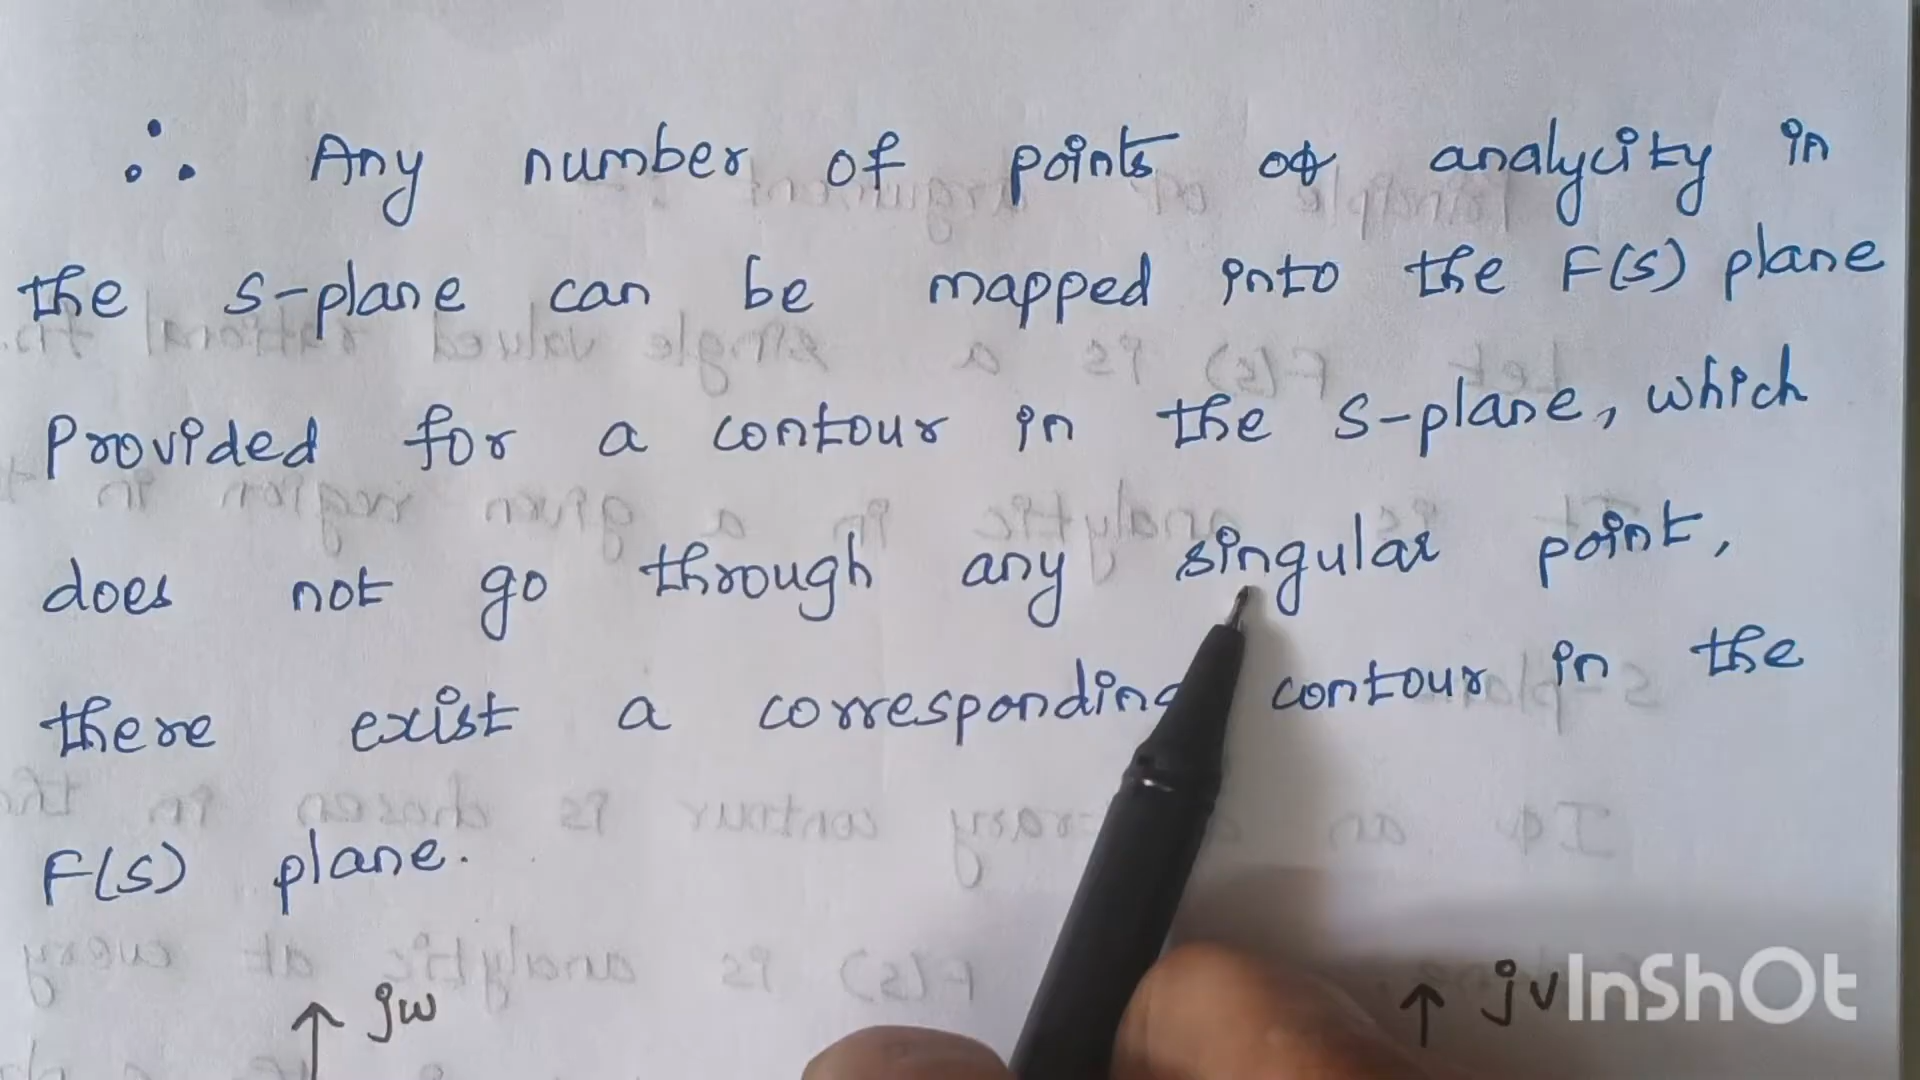 ∴ Any number of points of analycity in
the s-plane can be mapped into the F(s) plane
Provided for a contour in the s-plane, which
does not go through any singular point,
there exist a corresponding contour in the
F(s) plane.
jw
jv
InShOt